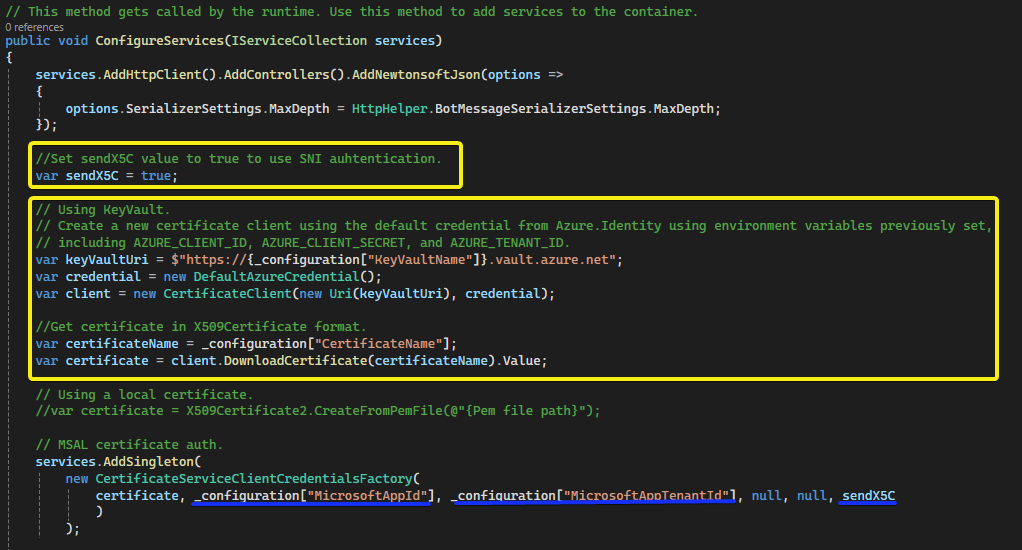 // This method gets called by the runtime. Use this method to add services to the container.
0 references
public void ConfigureServices(IServiceCollection services)
{
services.AddHttpClient().AddControllers().AddNewtonsoftJson(options =>
{
options.SerializerSettings.MaxDepth = HttpHelper.BotMessageSerializerSettings.MaxDepth;
});
//Set sendX5C value to true to use SNI auhtentication.
var sendX5C = true;
// Using KeyVault.
// Create a new certificate client using the default credential from Azure.Identity using environment variables previously set,
// including AZURE_CLIENT_ID, AZURE_CLIENT_SECRET, and AZURE_TENANT_ID.
var keyVaultUri = $"https://{_configuration["KeyVaultName"]}.vault.azure.net";
var credential = new DefaultAzureCredential();
var client = new CertificateClient(new Uri(keyVaultUri), credential);
//Get certificate in X509Certificate format.
var certificateName = _configuration["CertificateName"];
var certificate = client.DownloadCertificate(certificateName).Value;
// Using a local certificate.
//var certificate = X509Certificate2.CreateFromPemFile(@"{Pem file path}");
// MSAL certificate auth.
services.AddSingleton(
new CertificateServiceClientCredentialsFactory(
certificate, _configuration["MicrosoftAppId"], _configuration["MicrosoftAppTenantId"], null, null, sendX5C
)
);